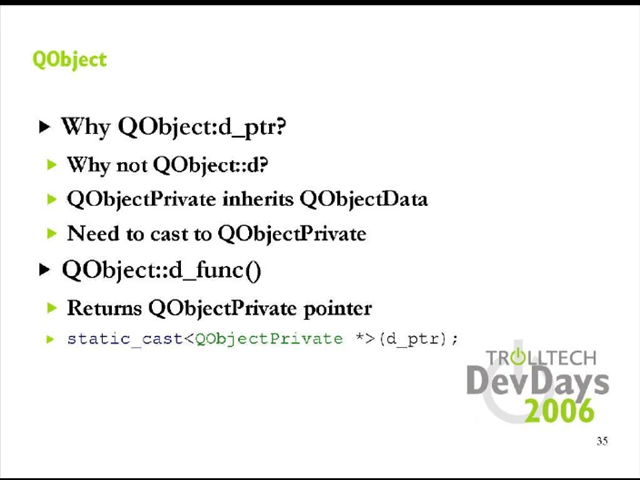 QObject
Why QObject:d_ptr?
Why not QObject::d?
QObjectPrivate inherits QObjectData
Need to cast to QObjectPrivate
QObject::d_func()
Returns QObjectPrivate pointer
static_cast<QObjectPrivate *>(d_ptr);
TROLLTECH
DevDays
2006
35